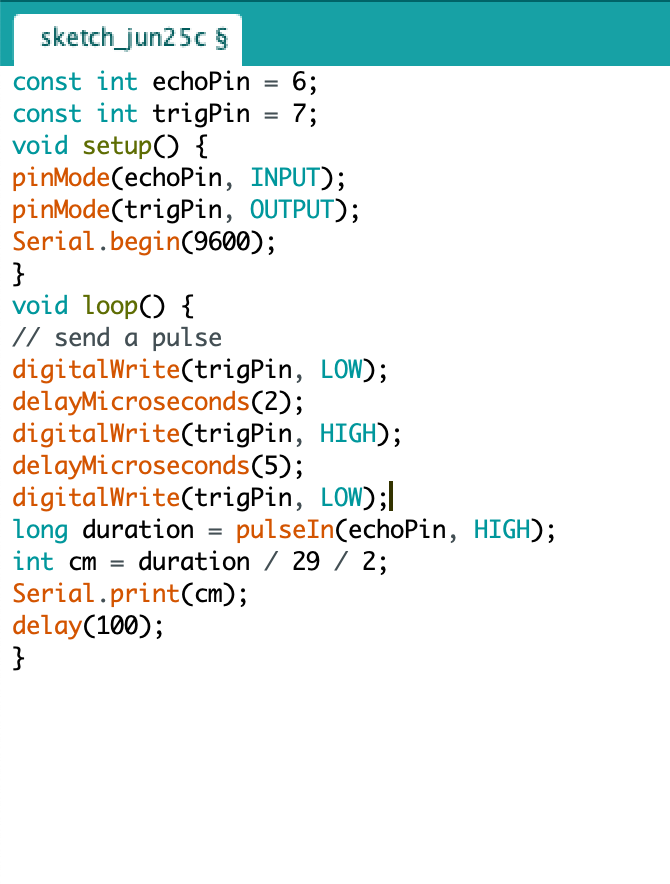 sketch_jun25c §
const int echoPin = 6;
const int trigPin = 7;
void setup() {
pinMode(echoPin, INPUT);
pinMode(trigPin, OUTPUT);
Serial.begin(9600);
}
void loop() {
// send a pulse
digitalWrite(trigPin, LOW);
delayMicroseconds(2);
digitalWrite(trigPin, HIGH);
delayMicroseconds(5);
digitalWrite(trigPin, LOW);
long duration = pulseIn(echoPin, HIGH);
int cm = duration / 29 / 2;
Serial.print(cm);
delay(100);
}